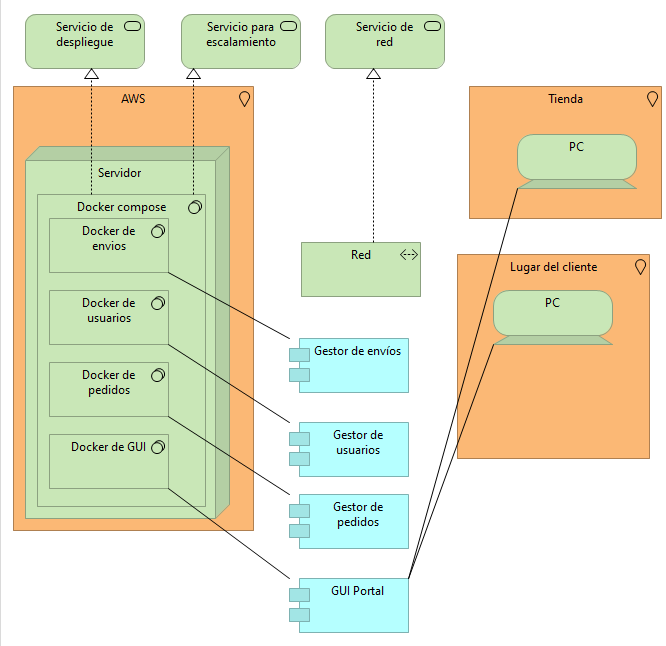 Servicio de
despliegue
Servicio para
escalamiento
Servicio de
red
AWS
Servidor
Docker compose
Docker de
envios
Docker de
usuarios
Docker de
pedidos
Docker de GUI
Red
Gestor de envíos
Gestor de
usuarios
Gestor de
pedidos
GUI Portal
Tienda
PC
Lugar del cliente
PC